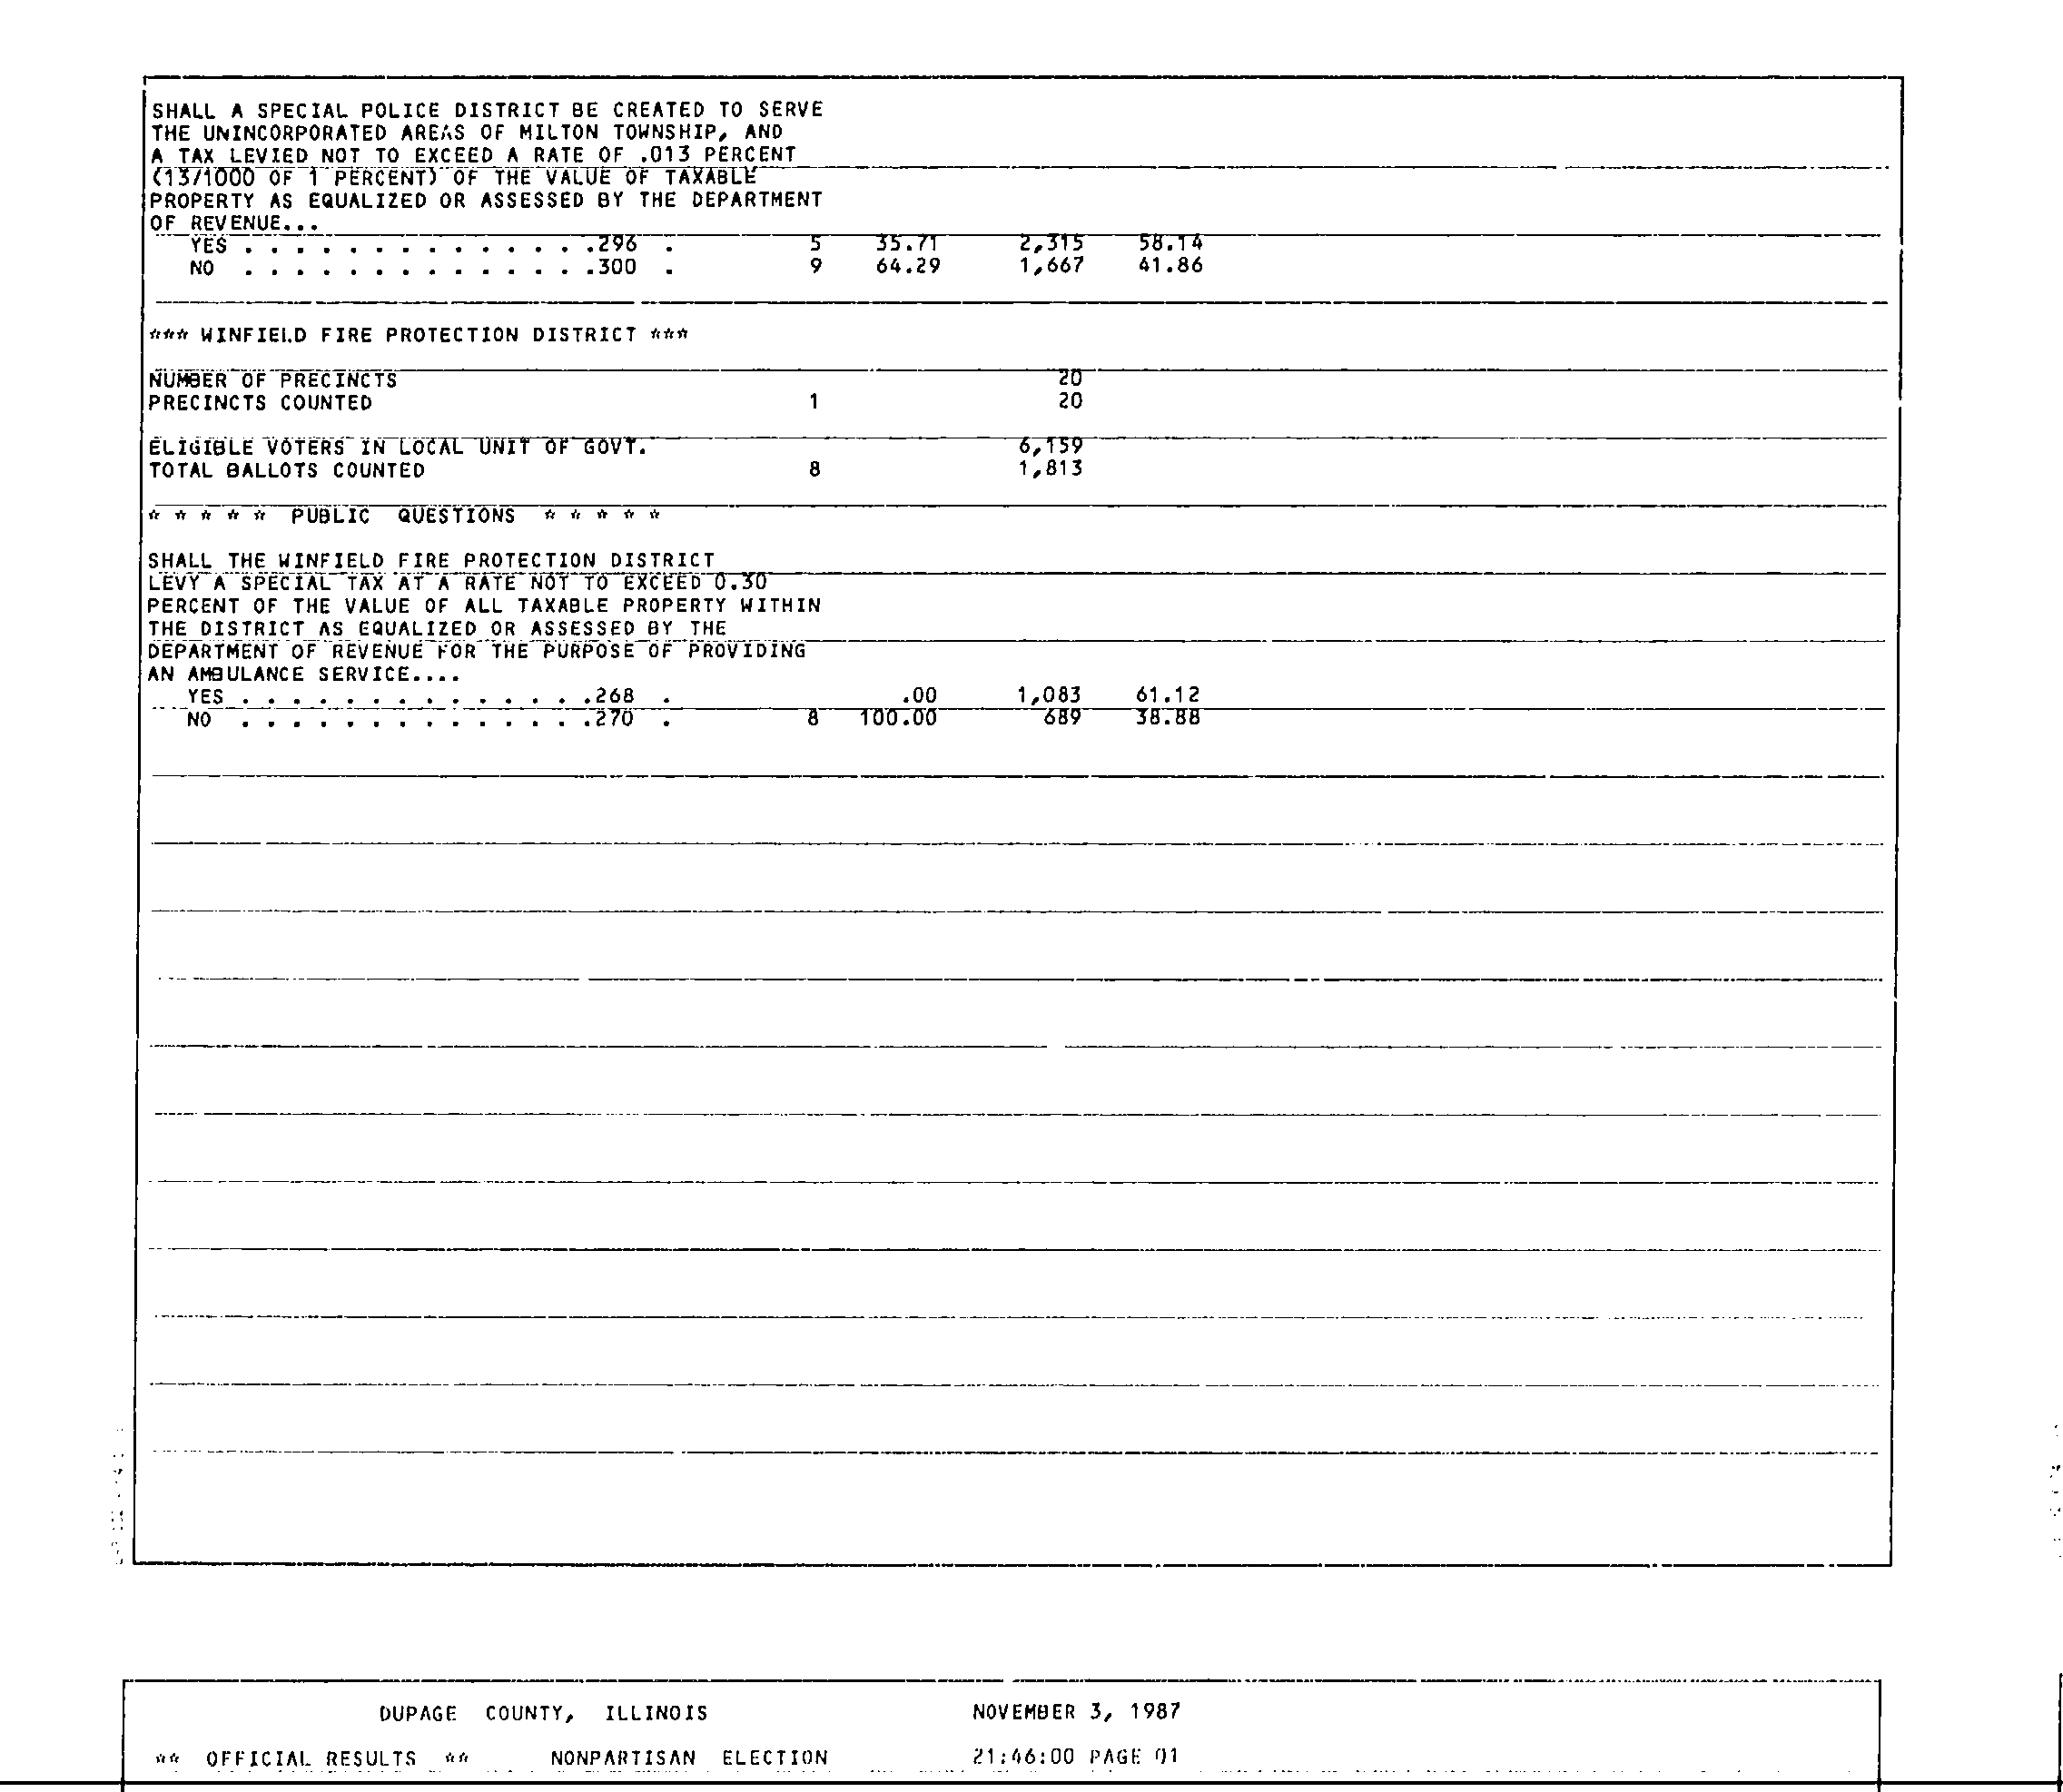 SHALL A SPECIAL POLICE DISTRICT BE CREATED TO SERVE
THE UNINCORPORATED AREAS OF MILTON TOWNSHIP, AND
A TAX LEVIED NOT TO EXCEED A RATE OF .013 PERCENT
(13/1000 OF 1 PERCENT) OF THE VALUE OF TAXABLE
PROPERTY AS EQUALIZED OR ASSESSED BY THE DEPARTMENT
OF REVENUE...
YES . . . . . . . . . . . . . .296 . 5 35.71 2,315 58.14
NO . . . . . . . . . . . . . .300 . 9 64.29 1,667 41.86
*** WINFIELD FIRE PROTECTION DISTRICT ***
NUMBER OF PRECINCTS 20
PRECINCTS COUNTED 1 20
ELIGIBLE VOTERS IN LOCAL UNIT OF GOVT. 6,159
TOTAL BALLOTS COUNTED 8 1,813
* * * * * PUBLIC QUESTIONS * * * * *
SHALL THE WINFIELD FIRE PROTECTION DISTRICT
LEVY A SPECIAL TAX AT A RATE NOT TO EXCEED 0.30
PERCENT OF THE VALUE OF ALL TAXABLE PROPERTY WITHIN
THE DISTRICT AS EQUALIZED OR ASSESSED BY THE
DEPARTMENT OF REVENUE FOR THE PURPOSE OF PROVIDING
AN AMBULANCE SERVICE....
YES . . . . . . . . . . . . . .268 . .00 1,083 61.12
NO . . . . . . . . . . . . . .270 . 8 100.00 689 38.88
DUPAGE COUNTY, ILLINOIS NOVEMBER 3, 1987
** OFFICIAL RESULTS ** NONPARTISAN ELECTION 21:46:00 PAGE 01